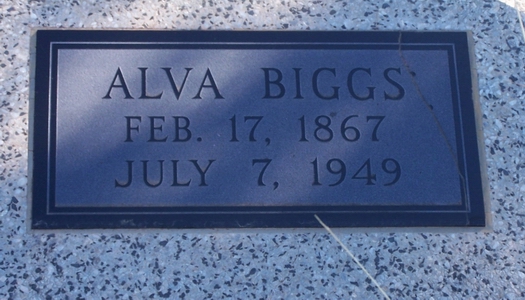 ALVA BIGGS
FEB. 17, 1867
JULY 7, 1949